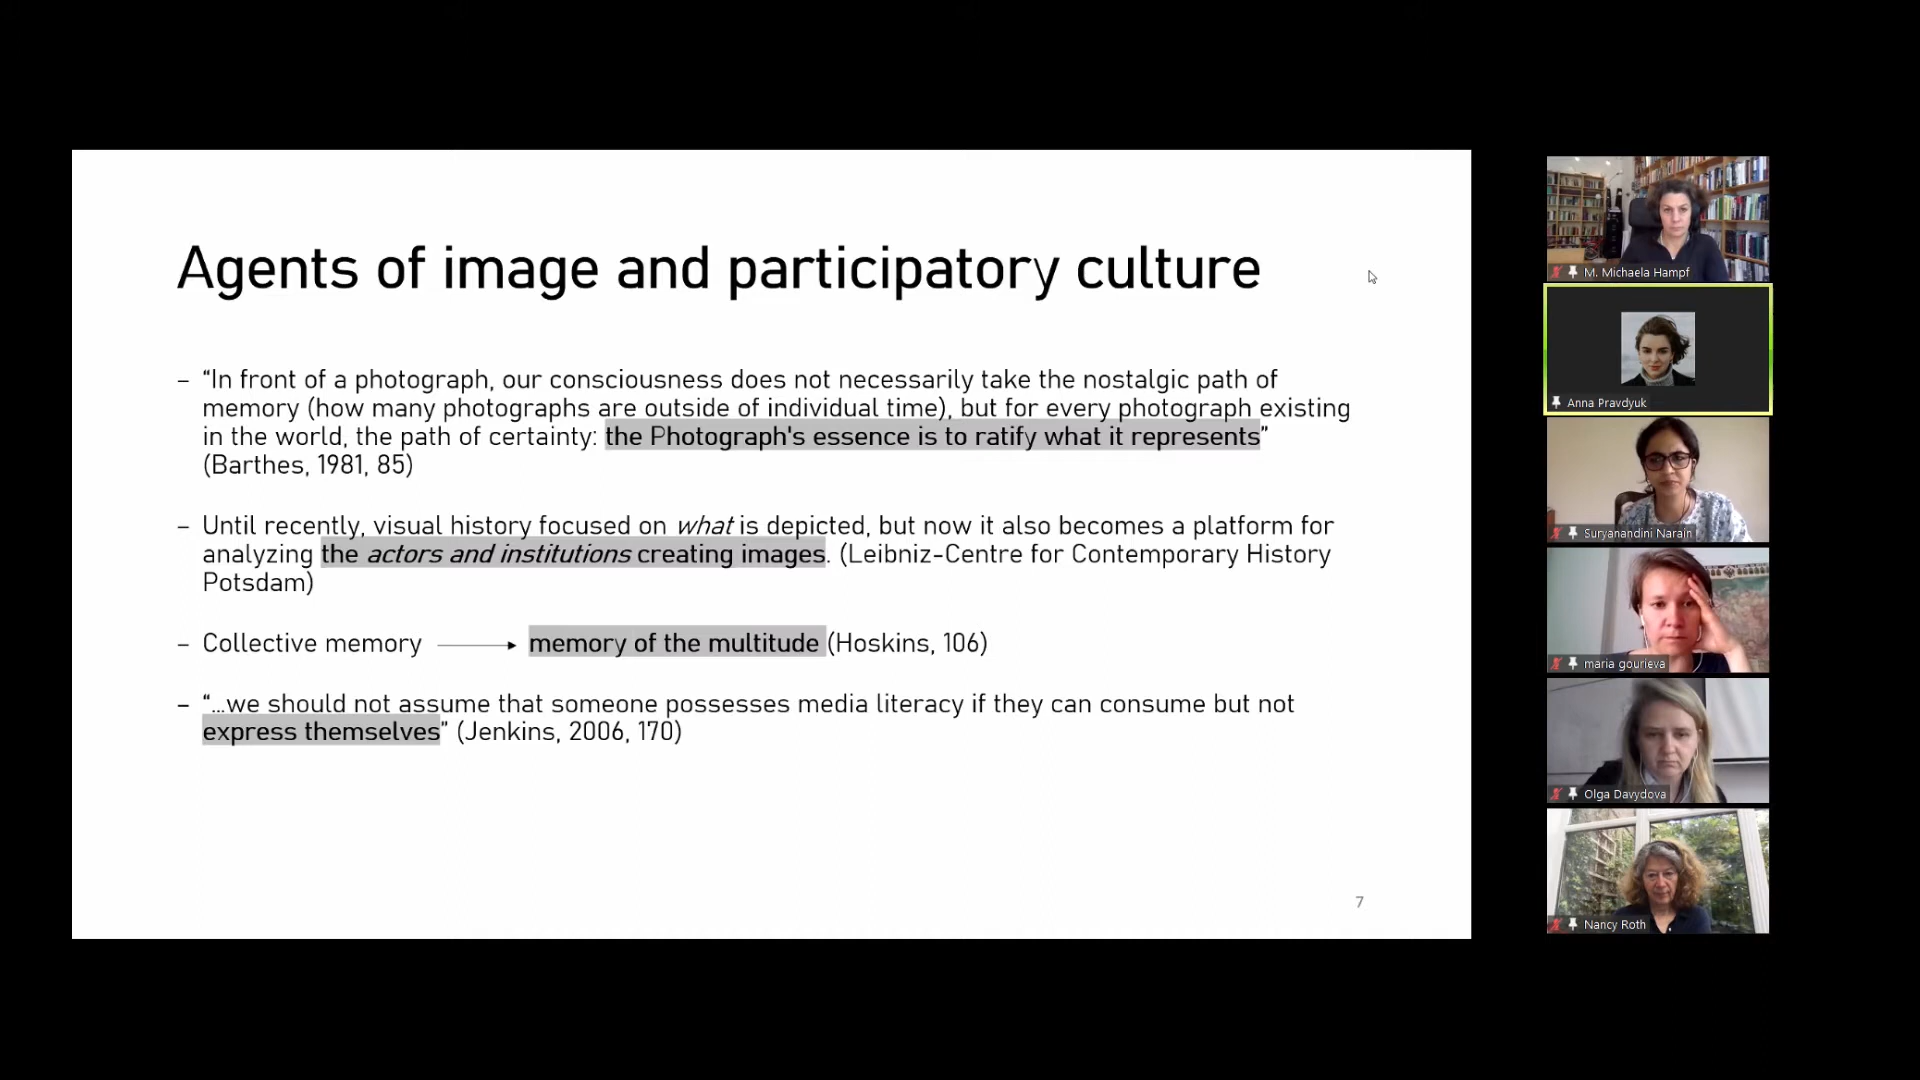 Agents of image and participatory culture
– “In front of a photograph, our consciousness does not necessarily take the nostalgic path of
memory (how many photographs are outside of individual time), but for every photograph existing
in the world, the path of certainty: the Photograph's essence is to ratify what it represents”
(Barthes, 1981, 85)
– Until recently, visual history focused on what is depicted, but now it also becomes a platform for
analyzing the actors and institutions creating images. (Leibniz-Centre for Contemporary History
Potsdam)
– Collective memory → memory of the multitude (Hoskins, 106)
– “…we should not assume that someone possesses media literacy if they can consume but not
express themselves” (Jenkins, 2006, 170)
7
M. Michaela Hampf
Anna Pravdyuk
Suryanandini Narain
maria gourieva
Olga Davydova
Nancy Roth